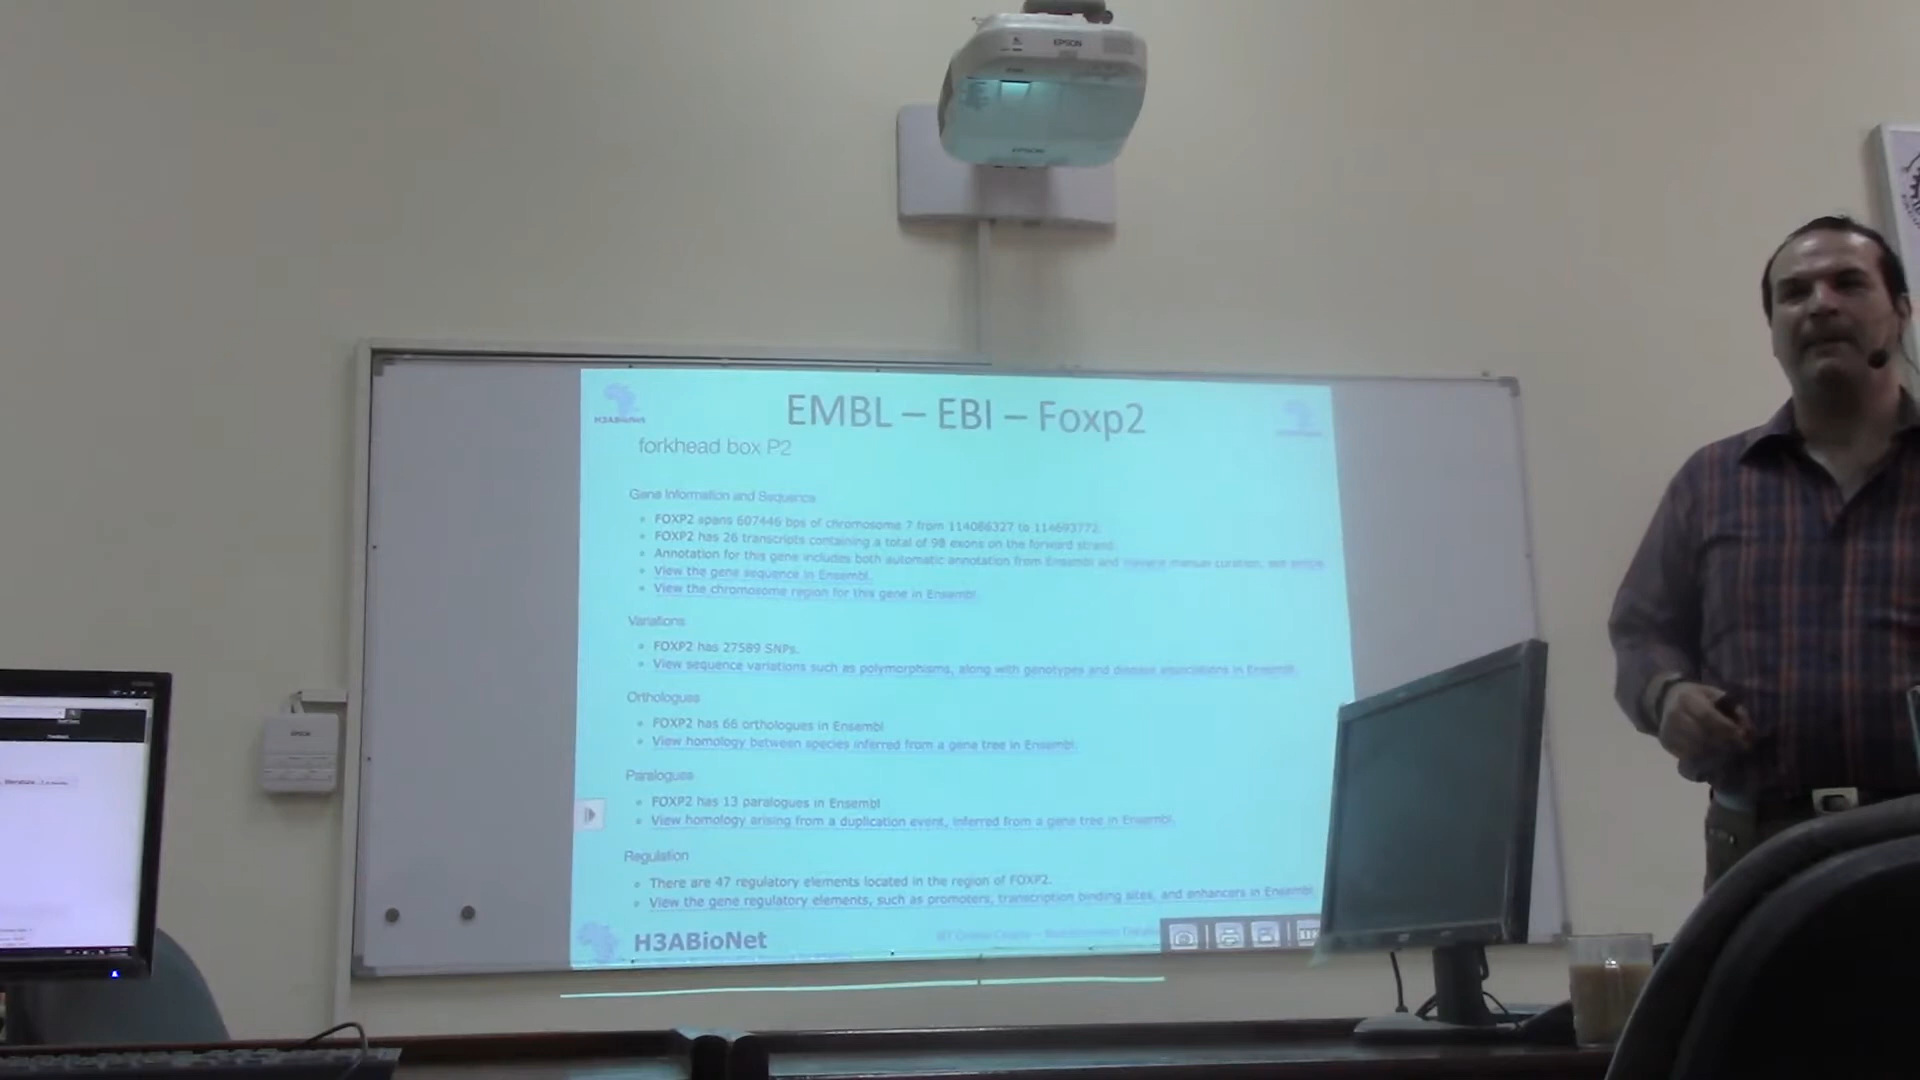 EPSON
EPSON
H3ABioNet
EMBL – EBI – Foxp2
forkhead box P2
Gene Information and Sequence
FOXP2 spans 607446 bps of chromosome 7 from 114086327 to 114693772.
FOXP2 has 26 transcripts containing a total of 98 exons on the forward strand.
Annotation for this gene includes both automatic annotation from Ensembl and manual curation, see
View the gene sequence in Ensembl.
View the chromosome region for this gene in Ensembl.
Variations
FOXP2 has 27589 SNPs.
View sequence variations such as polymorphisms, along with genotypes and disease associations in Ensembl.
Orthologues
FOXP2 has 66 orthologues in Ensembl
View homology between species inferred from a gene tree in Ensembl.
Paralogues
FOXP2 has 13 paralogues in Ensembl
View homology arising from a duplication event, inferred from a gene tree in Ensembl.
Regulation
There are 47 regulatory elements located in the region of FOXP2.
View the gene regulatory elements, such as promoters, transcription binding sites, and enhancers in Ensembl.
H3ABioNet
EPSON